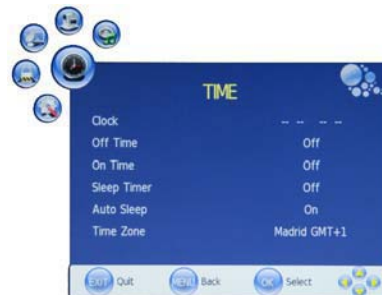 TIME
Clock -- -- -- --
Off Time Off
On Time Off
Sleep Timer Off
Auto Sleep On
Time Zone Madrid GMT+1
EXIT Quit MENU Back OK Select